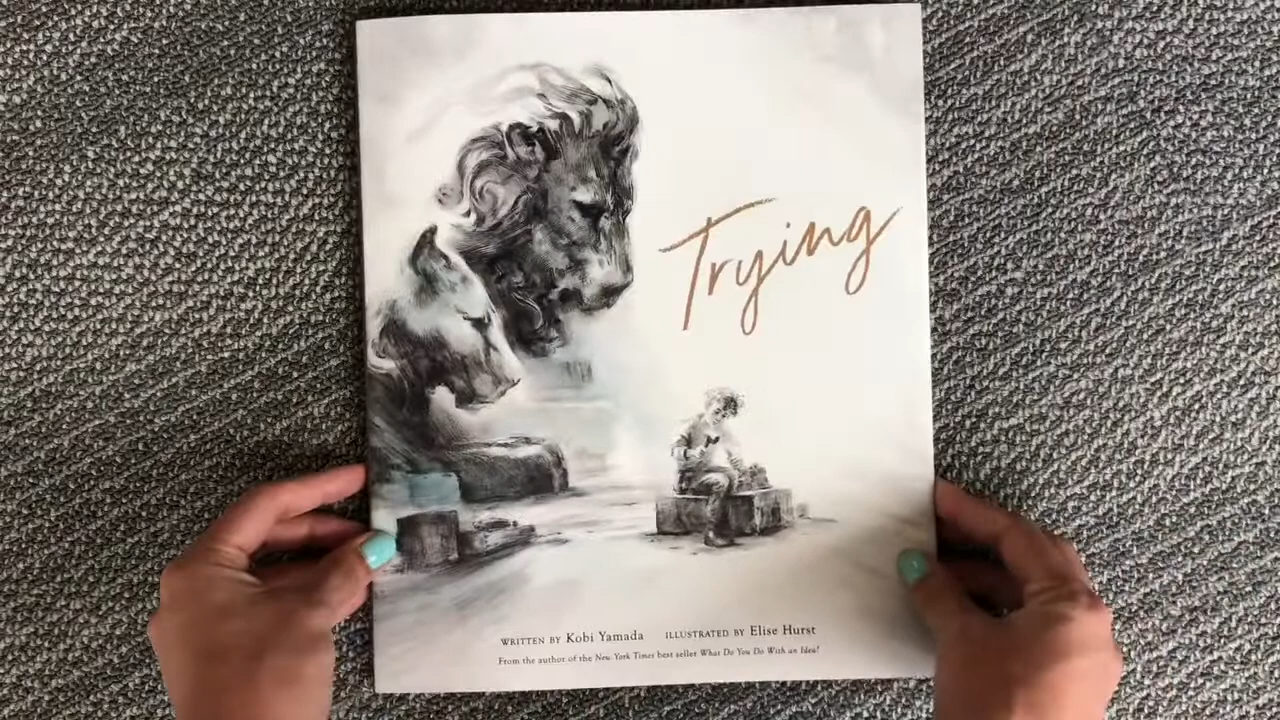 Trying
WRITTEN BY Kobi Yamada ILLUSTRATED BY Elise Hurst
From the author of the New York Times best seller What Do You Do With an Idea?